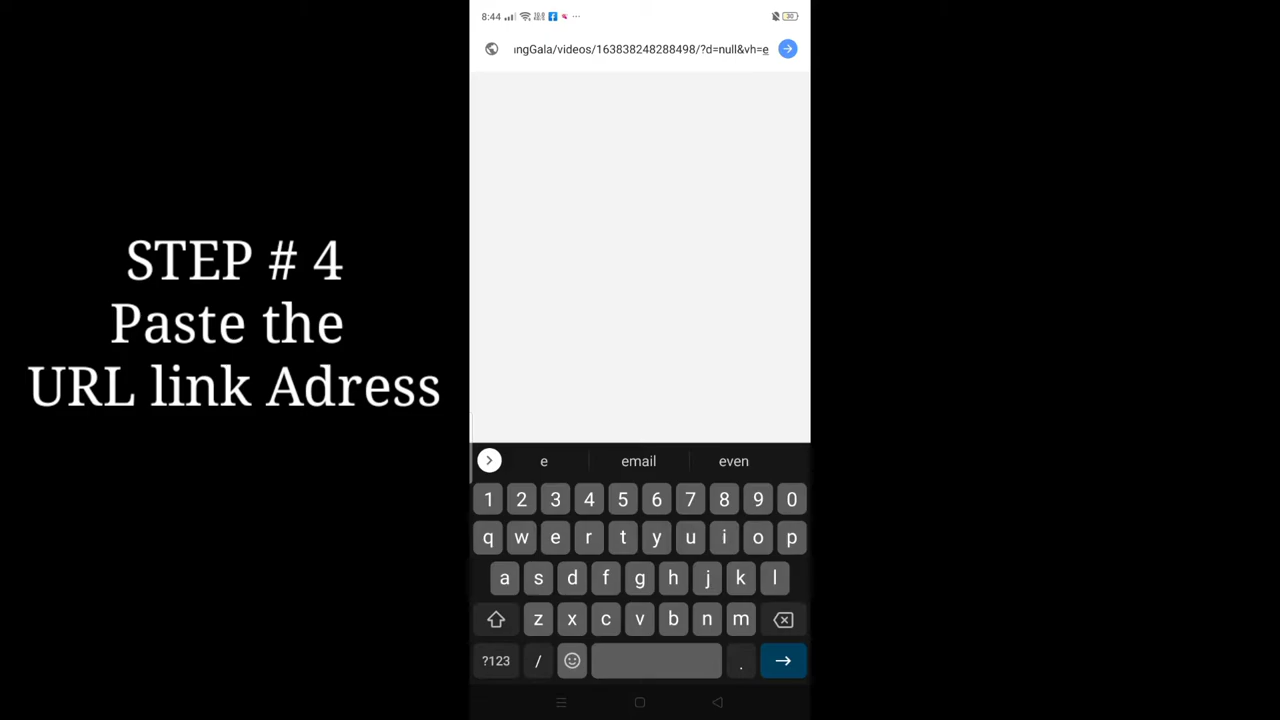 8:44
30
ıngGala/videos/163838248288498/?d=null&vh=e
STEP # 4
Paste the
URL link Adress
e email even
1 2 3 4 5 6 7 8 9 0
q w e r t y u i o p
a s d f g h j k l
z x c v b n m
?123 / .